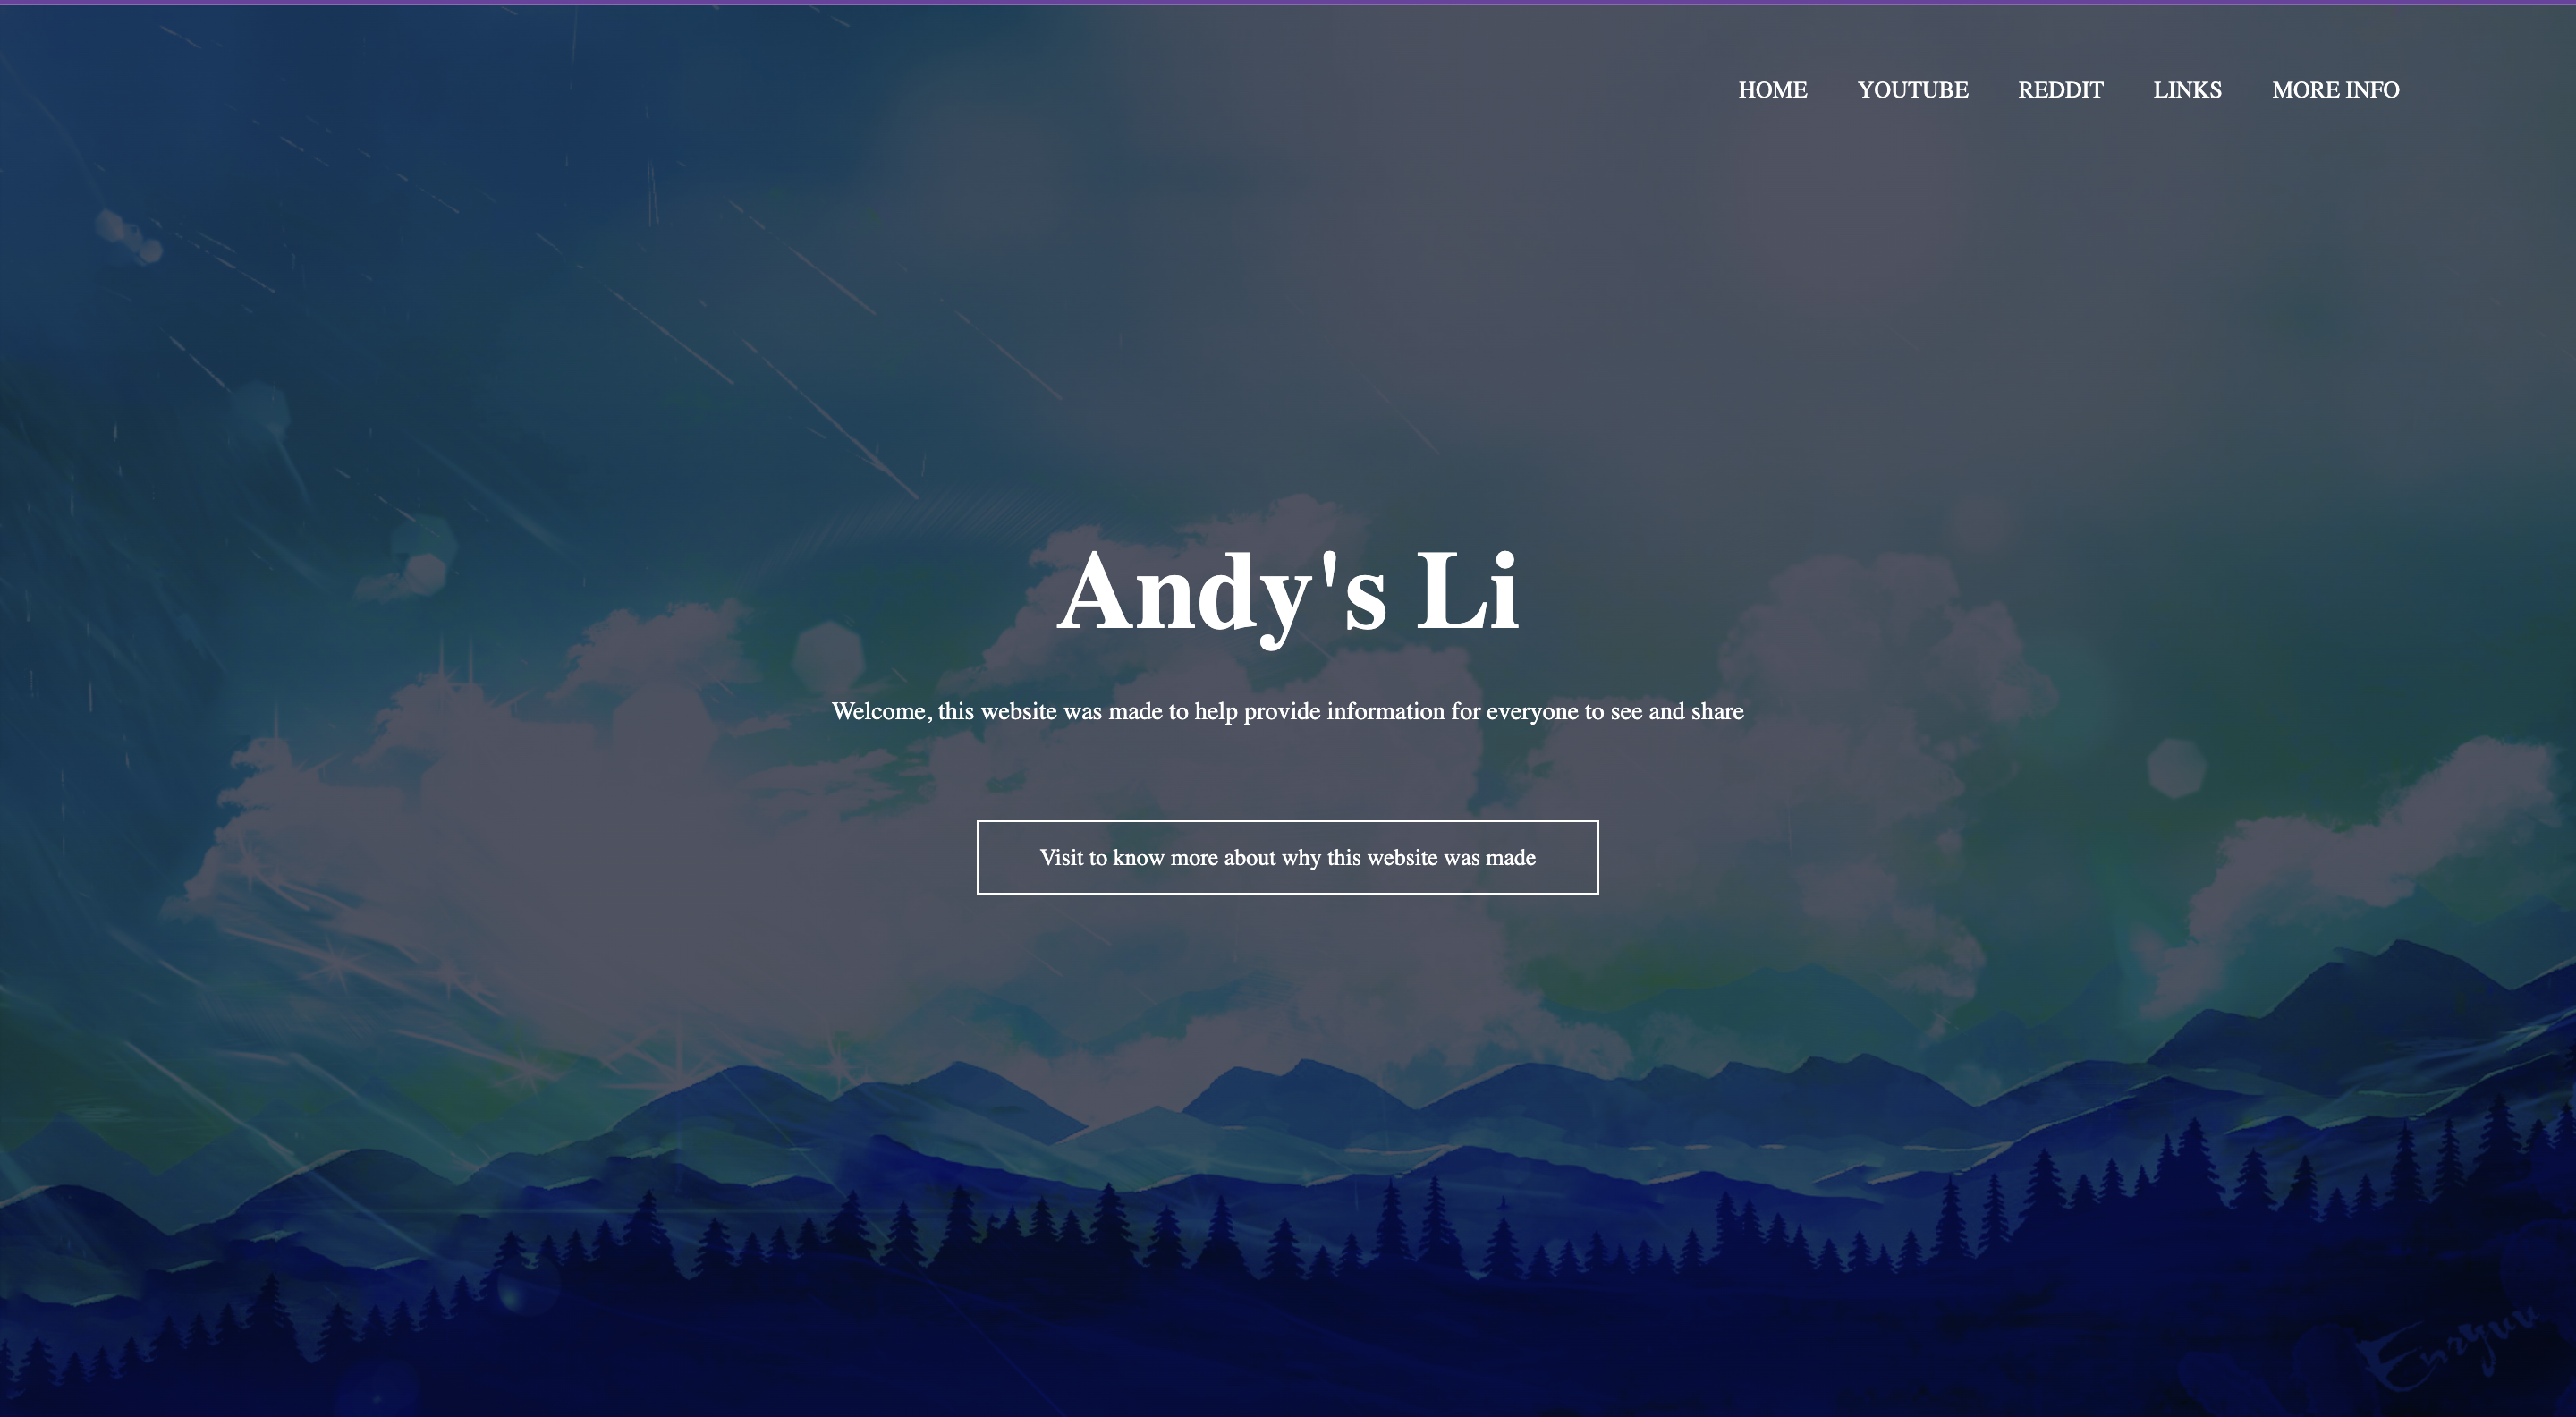 HOME YOUTUBE REDDIT LINKS MORE INFO
Andy's Li
Welcome, this website was made to help provide information for everyone to see and share
Visit to know more about why this website was made